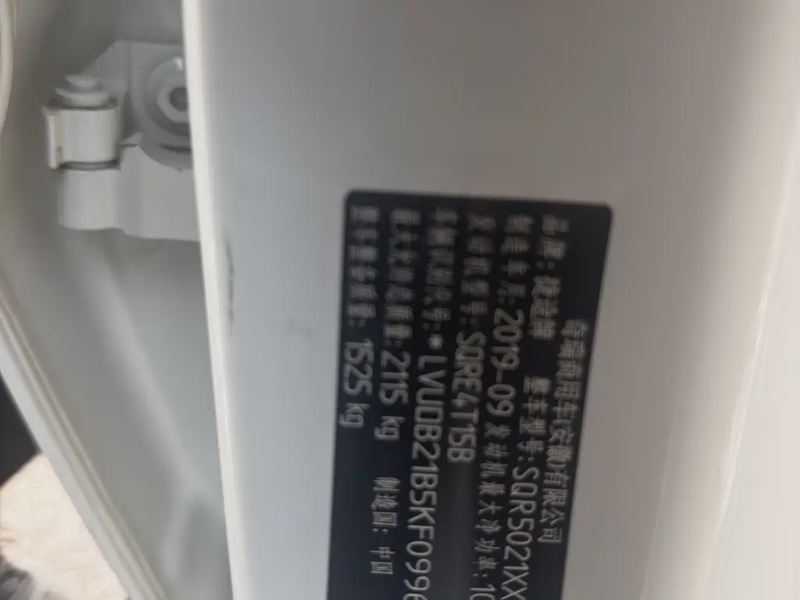 奇瑞商用车(安徽)有限公司
品牌:捷途牌 整车型号:SQR5021XX
制造年月:2019-09 发动机最大净功率:10
发动机型号:SQRE4T15B
车辆识别代号:*LVUDB21B5KF0996
最大允许总质量:2115 kg 制造国:中国
整车整备质量:1525 kg